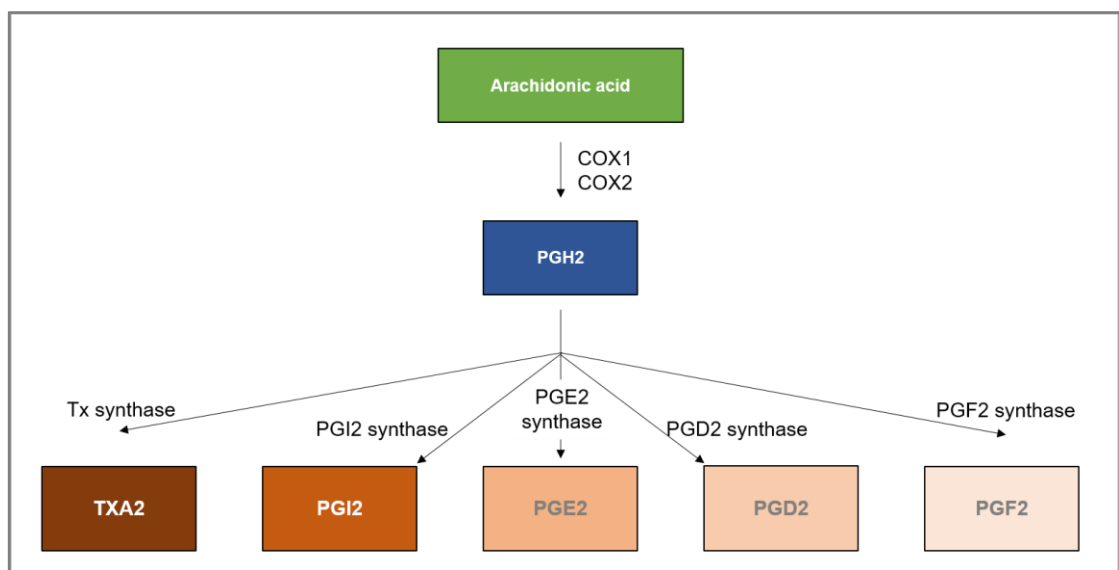 Arachidonic acid
COX1
COX2
PGH2
Tx synthase
PGI2 synthase
PGE2
synthase
PGD2 synthase
PGF2 synthase
TXA2
PGI2
PGE2
PGD2
PGF2